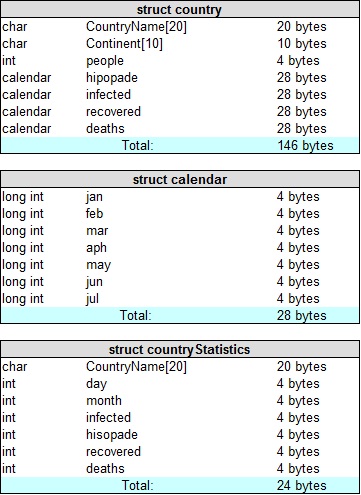 struct country
char CountryName[20] 20 bytes
char Continent[10] 10 bytes
int people 4 bytes
calendar hipopade 28 bytes
calendar infected 28 bytes
calendar recovered 28 bytes
calendar deaths 28 bytes
Total: 146 bytes
struct calendar
long int jan 4 bytes
long int feb 4 bytes
long int mar 4 bytes
long int aph 4 bytes
long int may 4 bytes
long int jun 4 bytes
long int jul 4 bytes
Total: 28 bytes
struct countryStatistics
char CountryName[20] 20 bytes
int day 4 bytes
int month 4 bytes
int infected 4 bytes
int hisopade 4 bytes
int recovered 4 bytes
int deaths 4 bytes
Total: 24 bytes